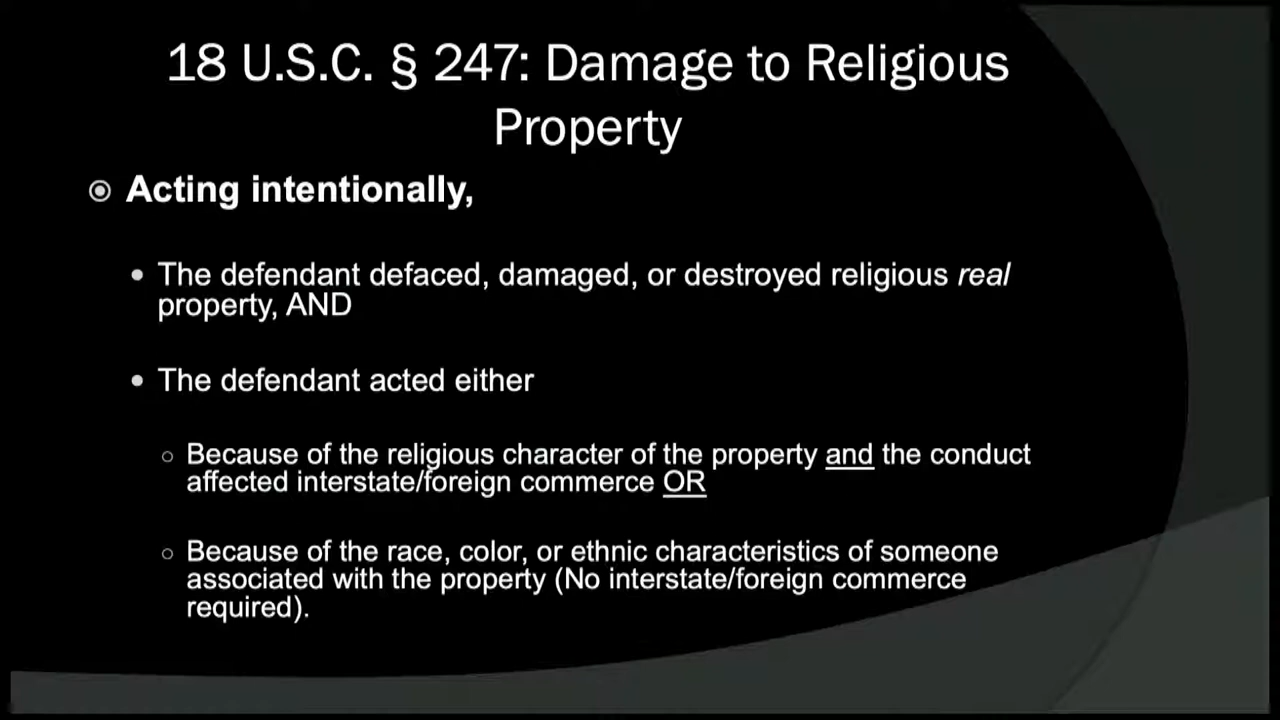 18 U.S.C. § 247: Damage to Religious
Property
Acting intentionally,
The defendant defaced, damaged, or destroyed religious real
property, AND
The defendant acted either
Because of the religious character of the property and the conduct
affected interstate/foreign commerce OR
Because of the race, color, or ethnic characteristics of someone
associated with the property (No interstate/foreign commerce
required).